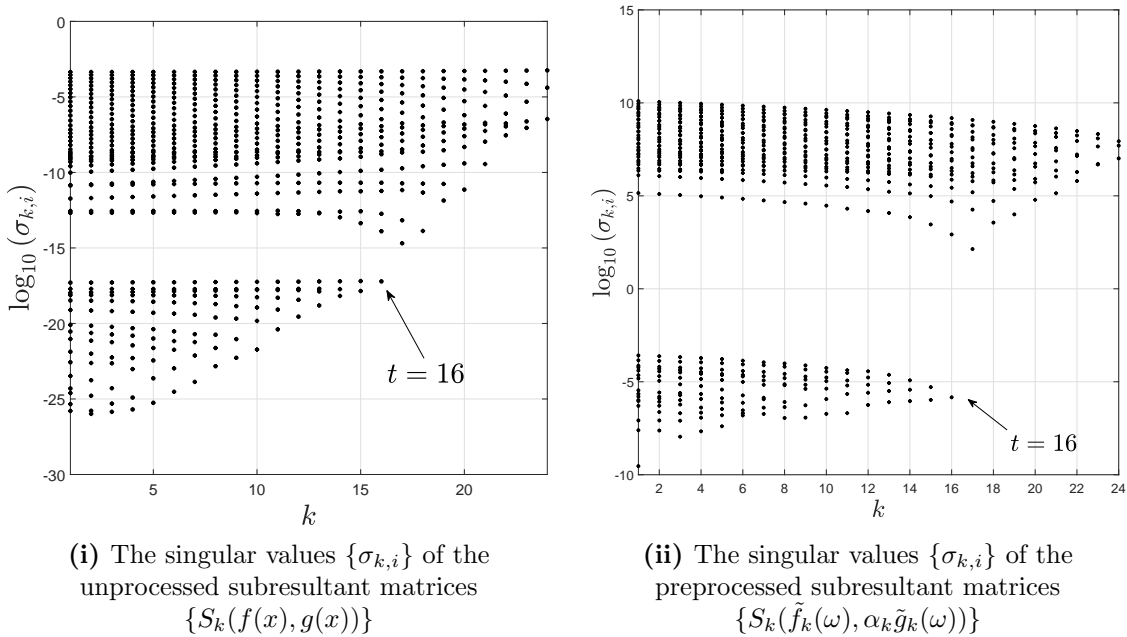 0
-5
-10
-15
-20
-25
-30
5 10 15 20
log₁₀(σₖ,ᵢ)
k
t = 16
15
10
5
0
-5
-10
2 4 6 8 10 12 14 16 18 20 22 24
log₁₀(σₖ,ᵢ)
k
t = 16
(i) The singular values {σₖ,ᵢ} of the
unprocessed subresultant matrices
{Sₖ(f(x), g(x))}
(ii) The singular values {σₖ,ᵢ} of the
preprocessed subresultant matrices
{Sₖ(f̃ₖ(ω), αₖg̃ₖ(ω))}